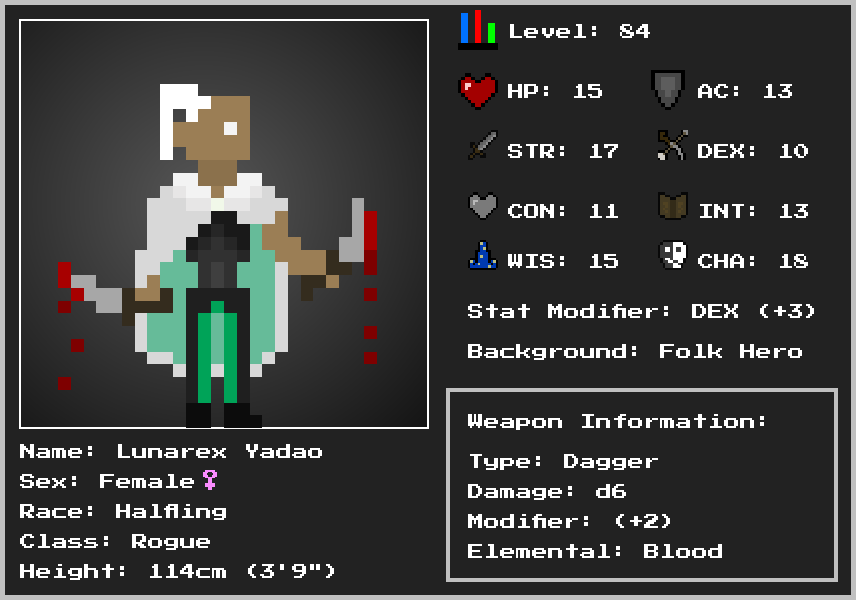 Level: 84
HP: 15
AC: 13
STR: 17
DEX: 10
CON: 11
INT: 13
WIS: 15
CHA: 18
Stat Modifier: DEX (+3)
Background: Folk Hero
Weapon Information:
Type: Dagger
Damage: d6
Modifier: (+2)
Elemental: Blood
Name: Lunarex Yadao
Sex: Female♀
Race: Halfling
Class: Rogue
Height: 114cm (3'9")